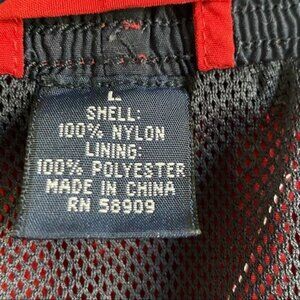 L
SHELL:
100% NYLON
LINING:
100% POLYESTER
MADE IN CHINA
RN 58909